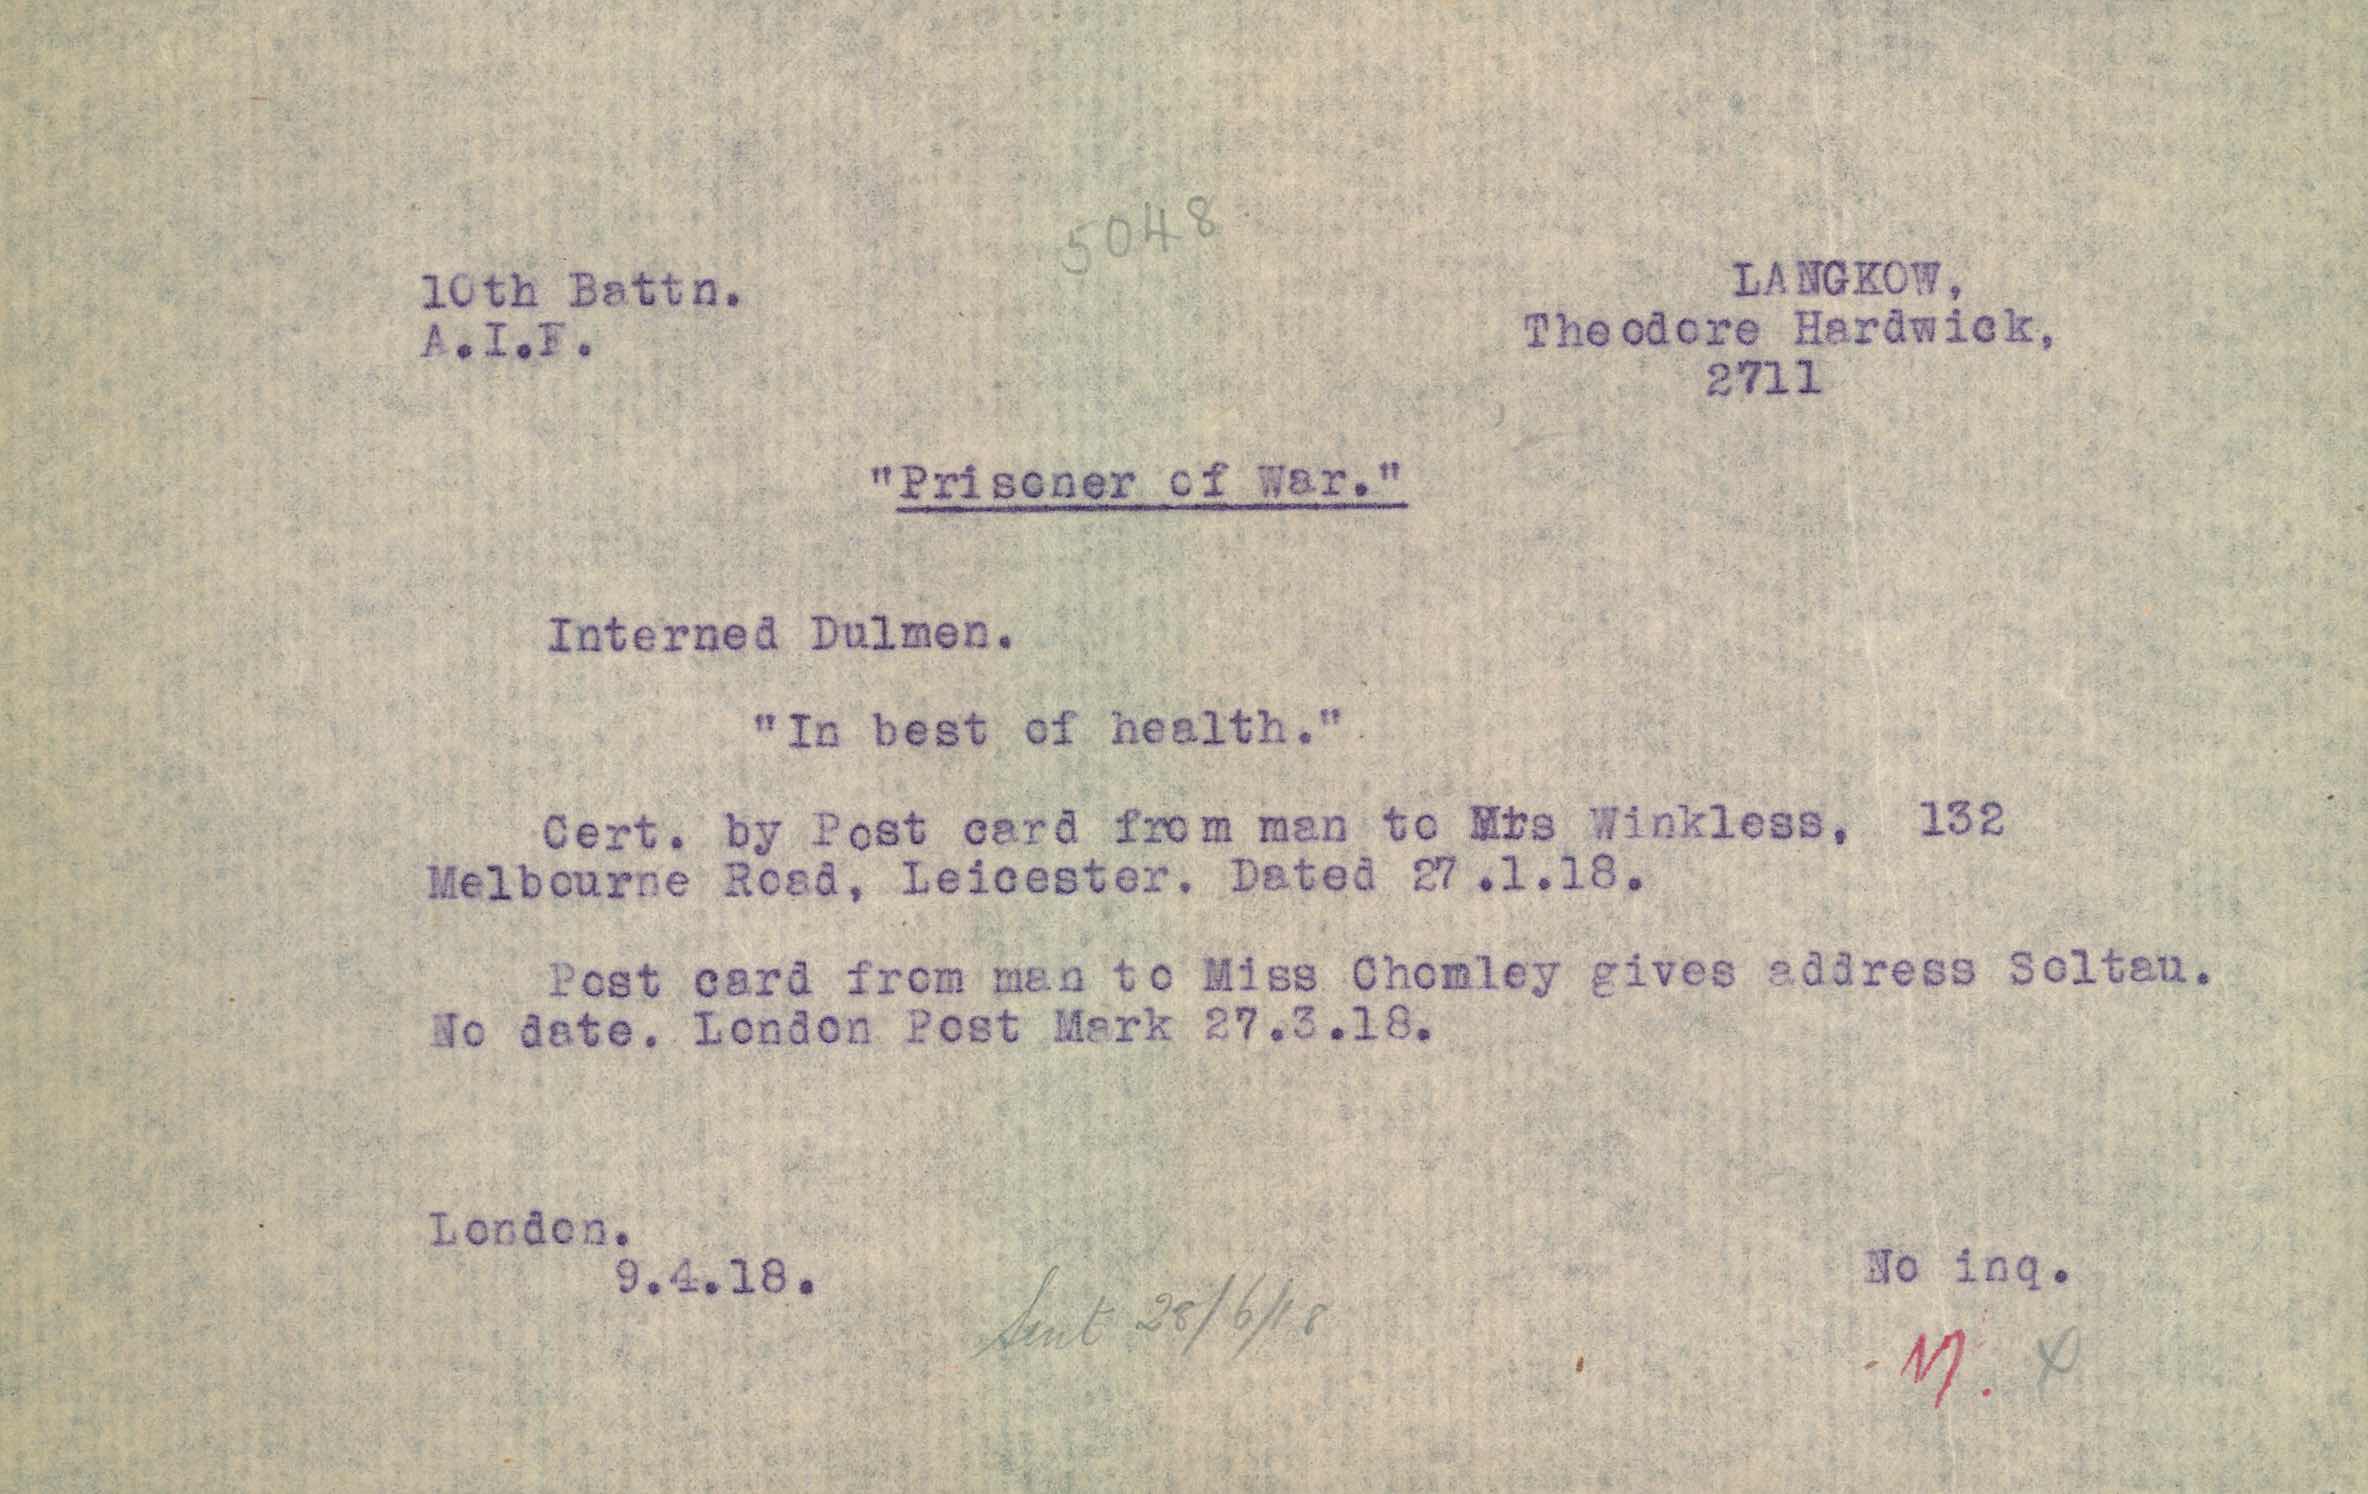 5048
10th Battn.
A.I.F.
LANGKOW,
Theodore Hardwick,
2711
"Prisoner of War."
Interned Dulmen.
"In best of health."
Cert. by Post card from man to Mrs Winkless, 132
Melbourne Road, Leicester. Dated 27.1.18.
Post card from man to Miss Chomley gives address Soltau.
No date. London Post Mark 27.3.18.
London.
9.4.18.
No inq.
Sent 28/6/18